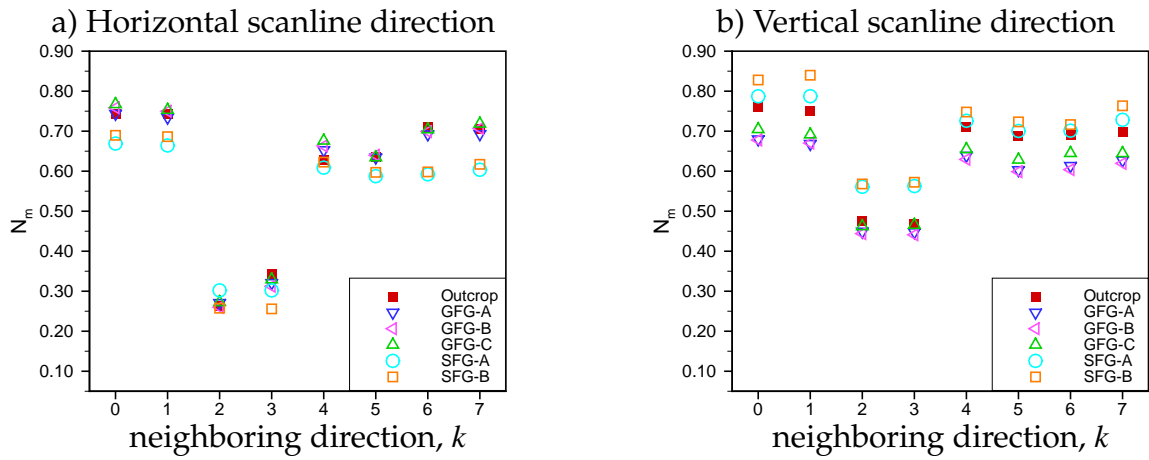 a) Horizontal scanline direction
0.90
0.80
0.70
0.60
0.50
0.40
0.30
0.20
0.10
N_m
Outcrop
GFG-A
GFG-B
GFG-C
SFG-A
SFG-B
0 1 2 3 4 5 6 7
neighboring direction, k
b) Vertical scanline direction
0.90
0.80
0.70
0.60
0.50
0.40
0.30
0.20
0.10
N_m
Outcrop
GFG-A
GFG-B
GFG-C
SFG-A
SFG-B
0 1 2 3 4 5 6 7
neighboring direction, k